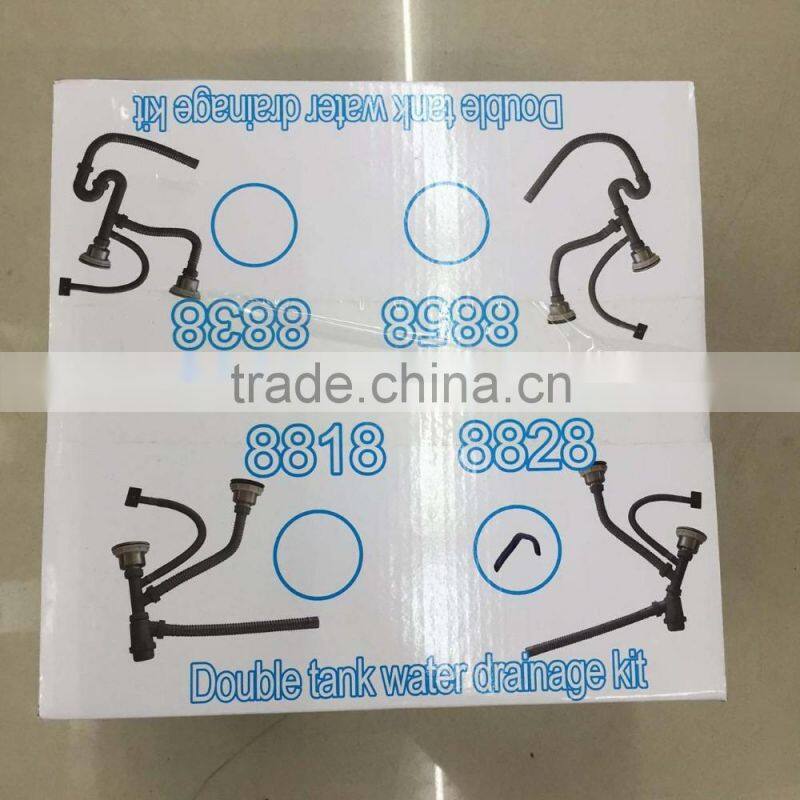 Double tank water drainage kit
8858 8838
trade.china.cn
8818 8828
Double tank water drainage kit